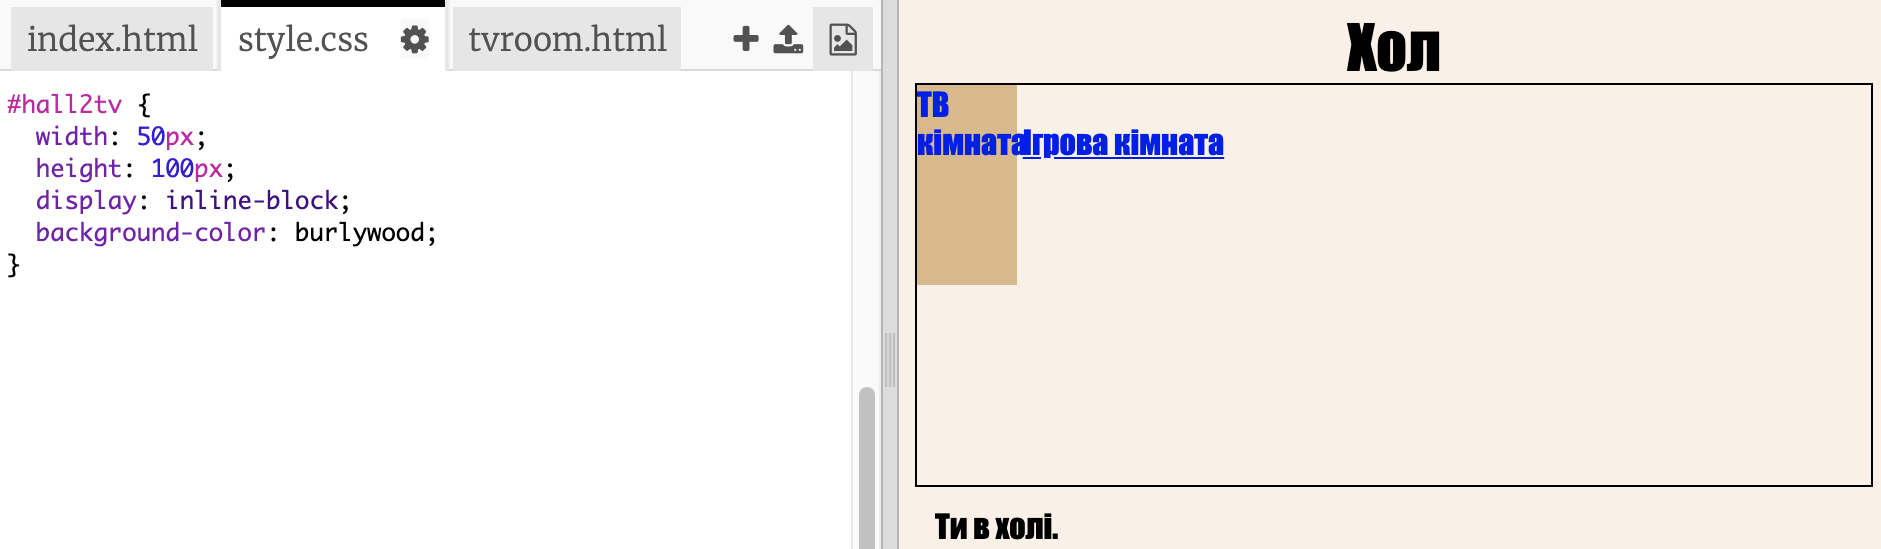 index.html style.css tvroom.html
#hall2tv {
width: 50px;
height: 100px;
display: inline-block;
background-color: burlywood;
}
Хол
ТВ
кімната Ігрова кімната
Ти в холі.